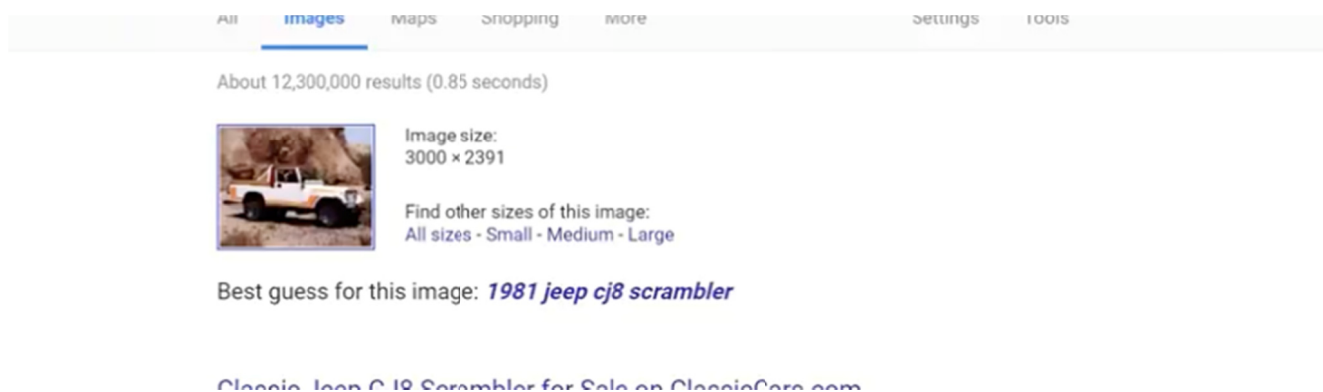 All Images Maps Shopping More Settings Tools
About 12,300,000 results (0.85 seconds)
Image size:
3000 × 2391
Find other sizes of this image:
All sizes - Small - Medium - Large
Best guess for this image: 1981 jeep cj8 scrambler
Classic Jeep CJ8 Scrambler for Sale on ClassicCars.com